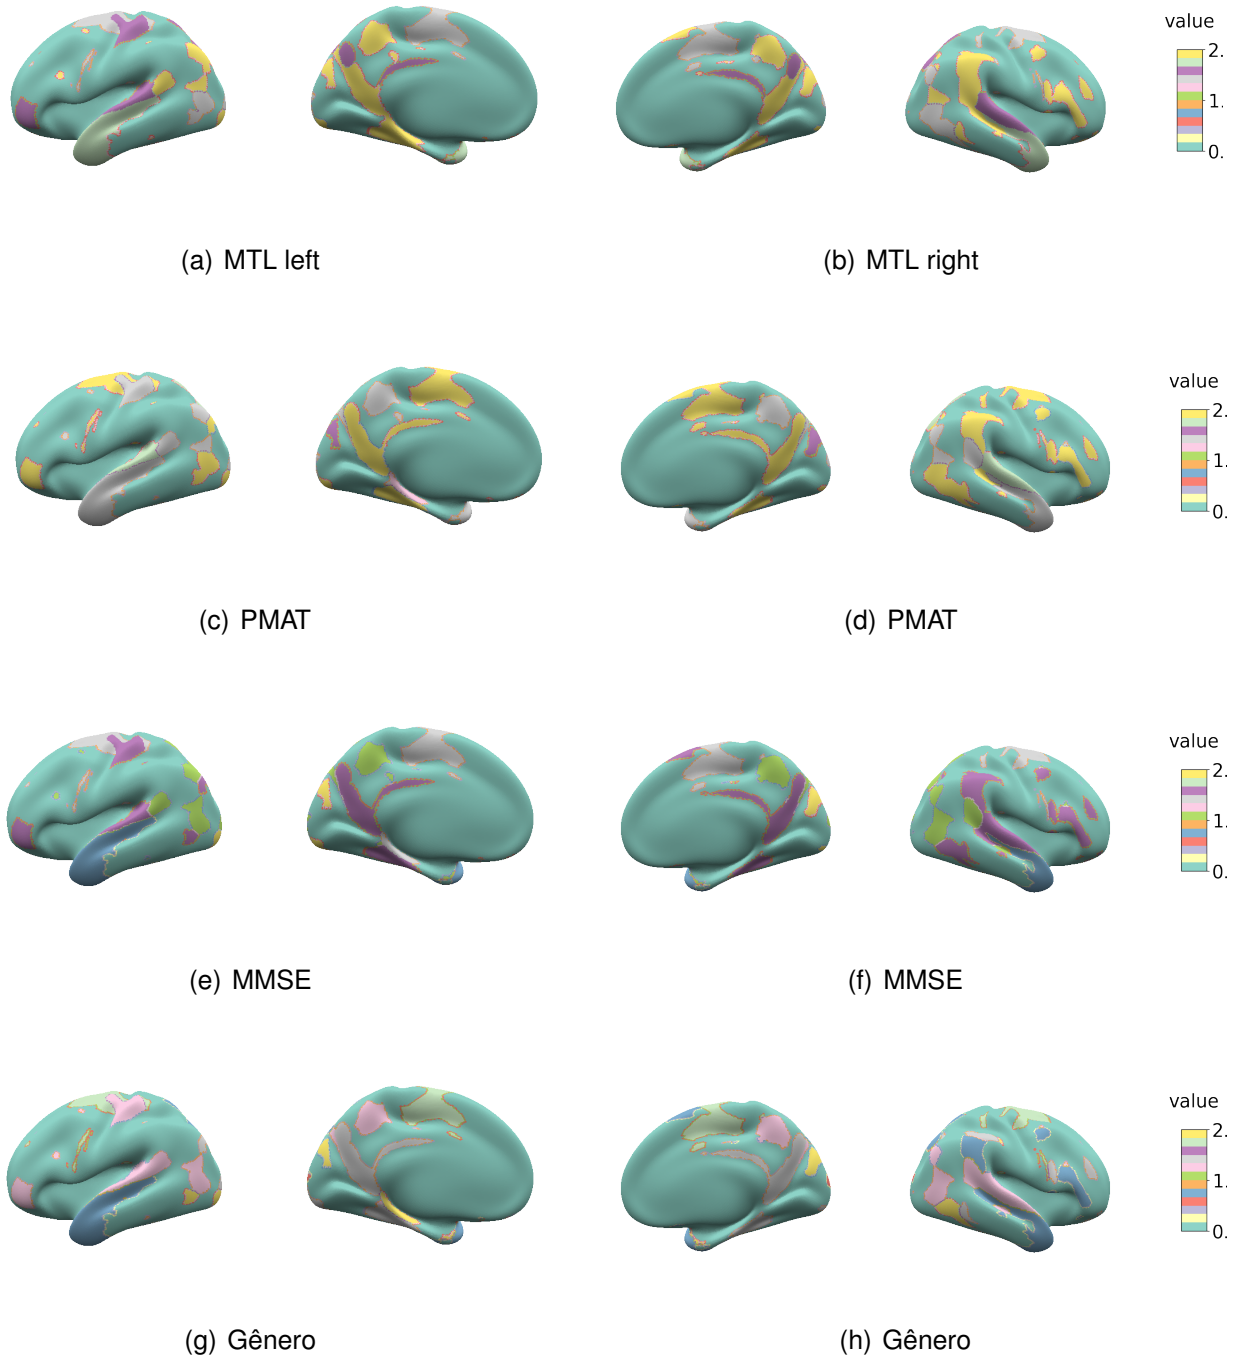 value
2.
1.
0.
(a) MTL left
(b) MTL right
value
2.
1.
0.
(c) PMAT
(d) PMAT
value
2.
1.
0.
(e) MMSE
(f) MMSE
value
2.
1.
0.
(g) Gênero
(h) Gênero